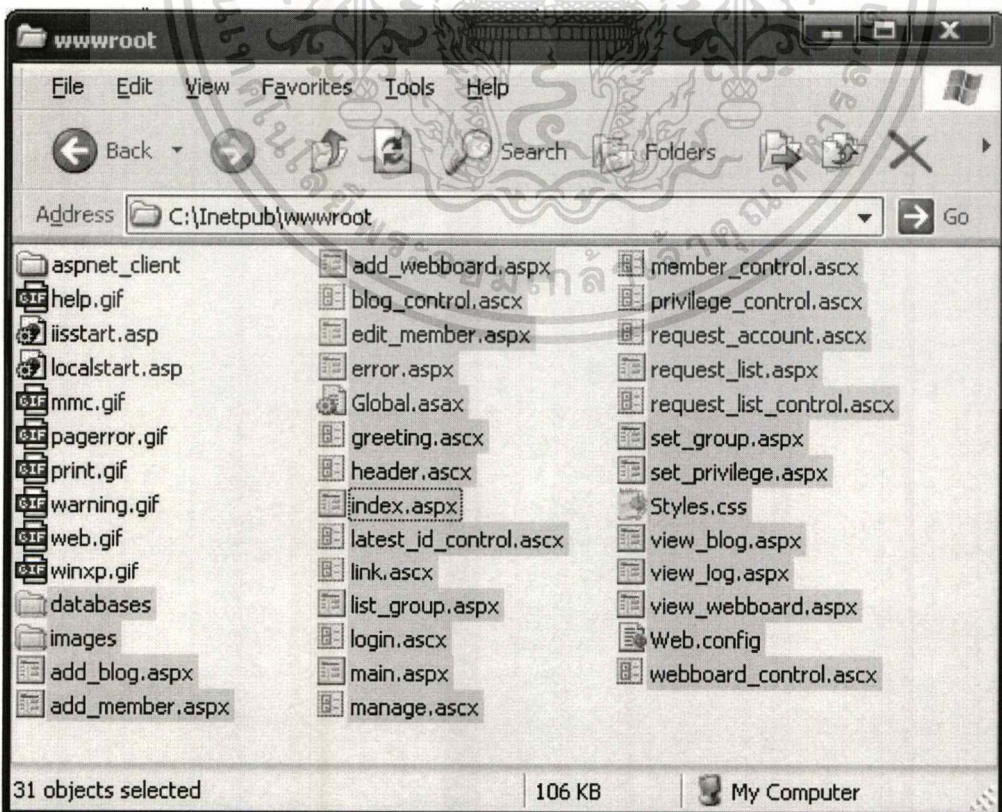 wwwroot
File Edit View Favorites Tools Help
Back Search Folders
Address C:\Inetpub\wwwroot Go
aspnet_client
help.gif
iisstart.asp
localstart.asp
mmc.gif
pagerror.gif
print.gif
warning.gif
web.gif
winxp.gif
databases
images
add_blog.aspx
add_member.aspx
add_webboard.aspx
blog_control.ascx
edit_member.aspx
error.aspx
Global.asax
greeting.ascx
header.ascx
index.aspx
latest_id_control.ascx
link.ascx
list_group.aspx
login.ascx
main.aspx
manage.ascx
member_control.ascx
privilege_control.ascx
request_account.ascx
request_list.aspx
request_list_control.ascx
set_group.aspx
set_privilege.aspx
Styles.css
view_blog.aspx
view_log.aspx
view_webboard.aspx
Web.config
webboard_control.ascx
31 objects selected 106 KB My Computer